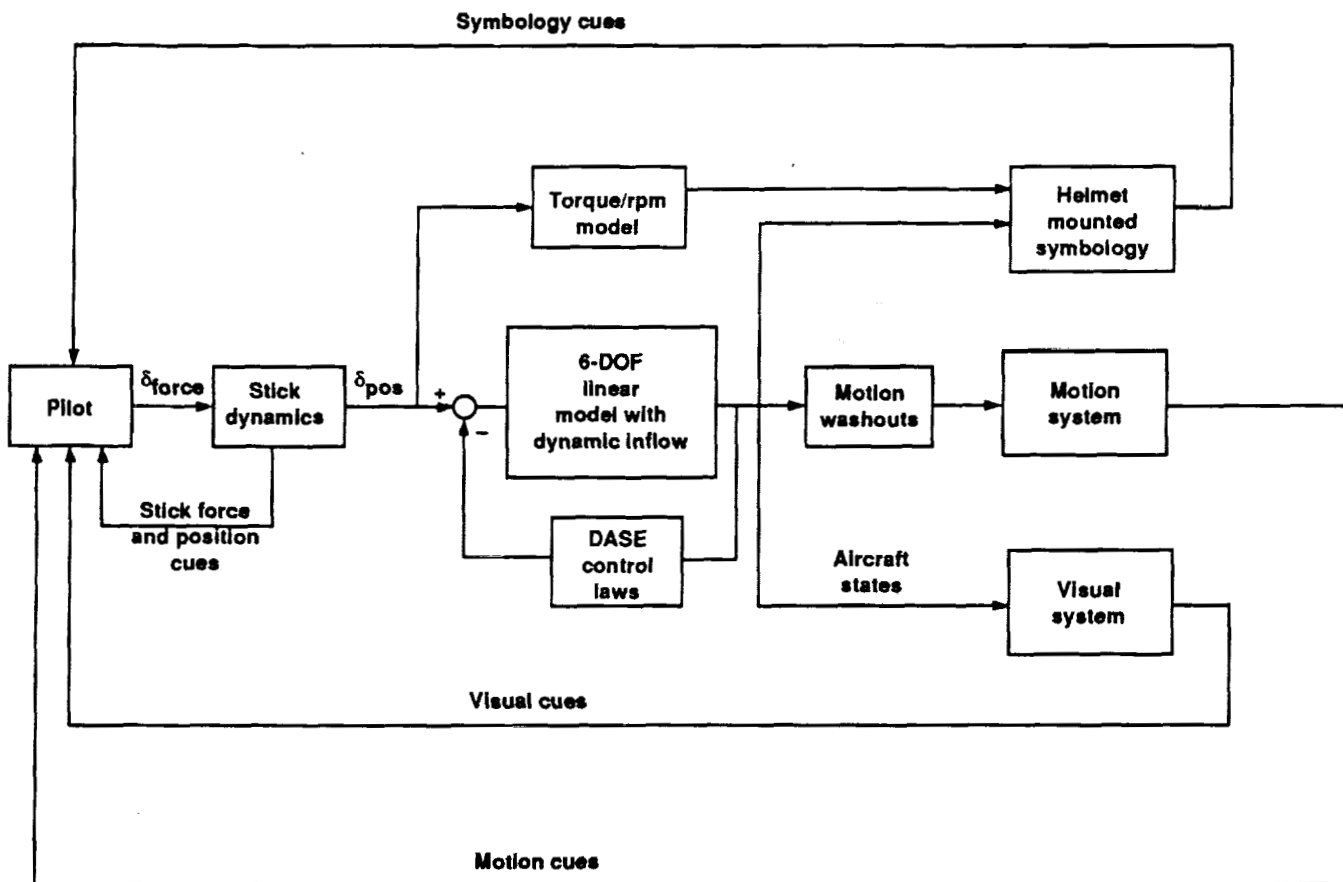 Symbology cues
Torque/rpm
model
Helmet
mounted
symbology
Pilot
δforce
Stick
dynamics
δpos
+
−
6-DOF
linear
model with
dynamic inflow
Motion
washouts
Motion
system
Stick force
and position
cues
DASE
control
laws
Aircraft
states
Visual
system
Visual cues
Motion cues